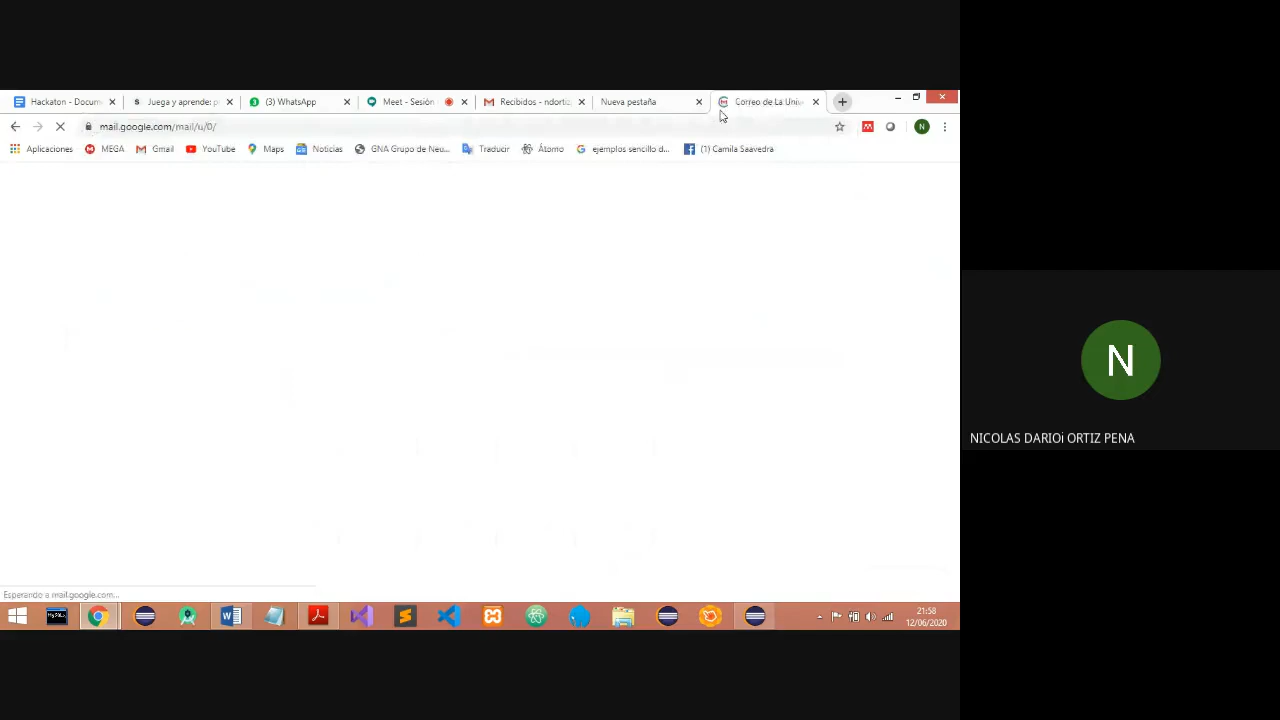 Hackaton - Docum
Juega y aprende: p
(3) WhatsApp
Meet - Sesión
Recibidos - ndortiz
Nueva pestaña
Correo de La Unive
mail.google.com/mail/u/0/
N
Aplicaciones
MEGA
Gmail
YouTube
Maps
Noticias
GNA Grupo de Neu...
Traducir
Átomo
ejemplos sencillo d...
(1) Camila Saavedra
N
NICOLAS DARIOi ORTIZ PENA
Esperando a mail.google.com...
21:58
12/06/2020